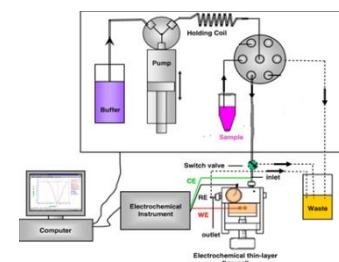 Holding Coil
Pump
Buffer
Sample
Switch valve
inlet
CE
RE
WE
Electrochemical
Instrument
Waste
Computer
outlet
Electrochemical thin-layer